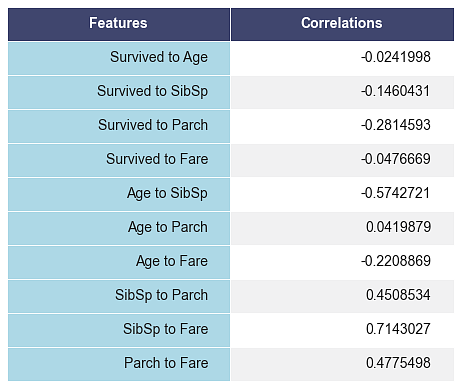 Features Correlations
Survived to Age -0.0241998
Survived to SibSp -0.1460431
Survived to Parch -0.2814593
Survived to Fare -0.0476669
Age to SibSp -0.5742721
Age to Parch 0.0419879
Age to Fare -0.2208869
SibSp to Parch 0.4508534
SibSp to Fare 0.7143027
Parch to Fare 0.4775498